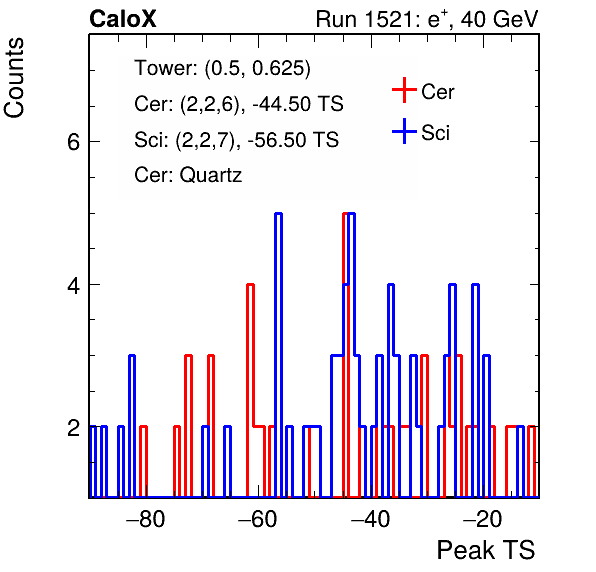 CaloX Run 1521: e⁺, 40 GeV
Counts
Tower: (0.5, 0.625)
Cer: (2,2,6), -44.50 TS
Sci: (2,2,7), -56.50 TS
Cer: Quartz
Cer
Sci
6
4
2
−80 −60 −40 −20
Peak TS